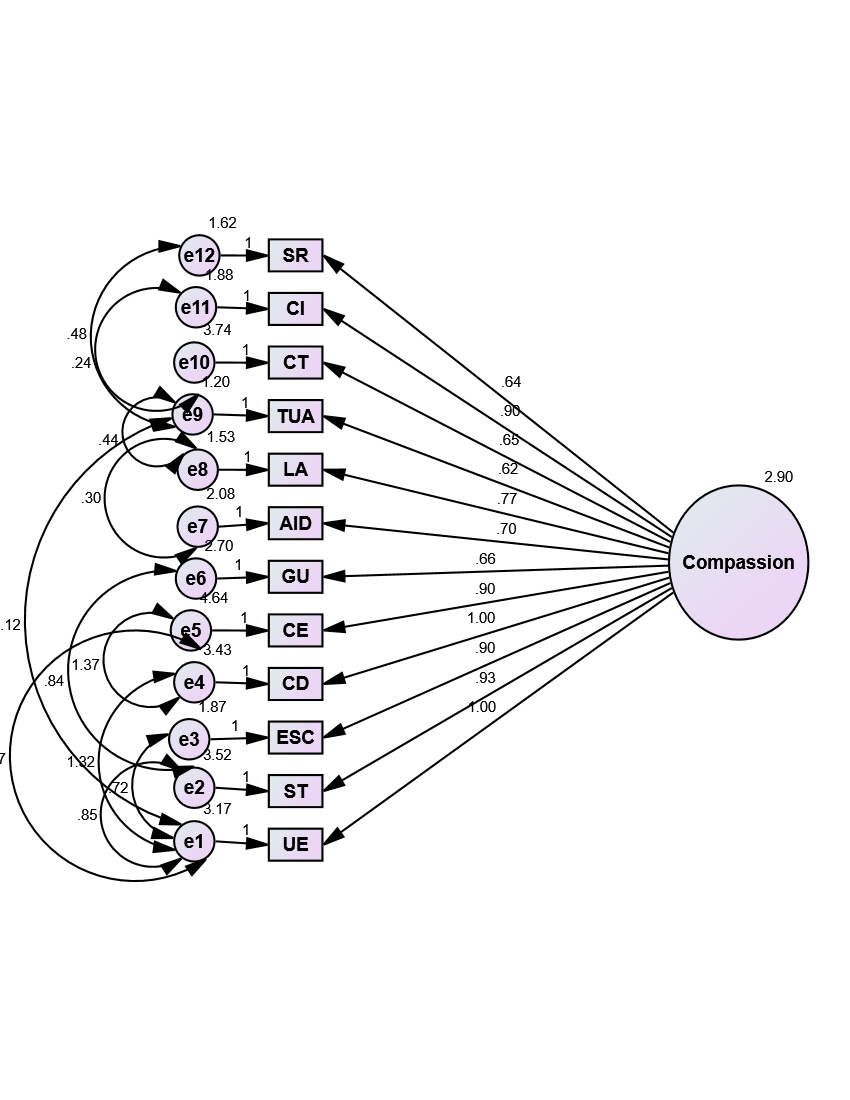 1.62
e12 1 SR
1.88
e11 1 CI
3.74
.48
e10 1 CT
.24
1.20
.64
e9 1 TUA
.90
1.53
.44
.65
e8 1 LA
.62
2.90
2.08
.30
.77
e7 1 AID
.70
2.70
.66
Compassion
e6 1 GU
.90
4.64
1.00
.12
e5 1 CE
3.43
.90
1.37
.84
e4 1 CD
.93
1.87
1.00
e3 1 ESC
3.52
7
1.32
.72
e2 1 ST
3.17
.85
e1 1 UE